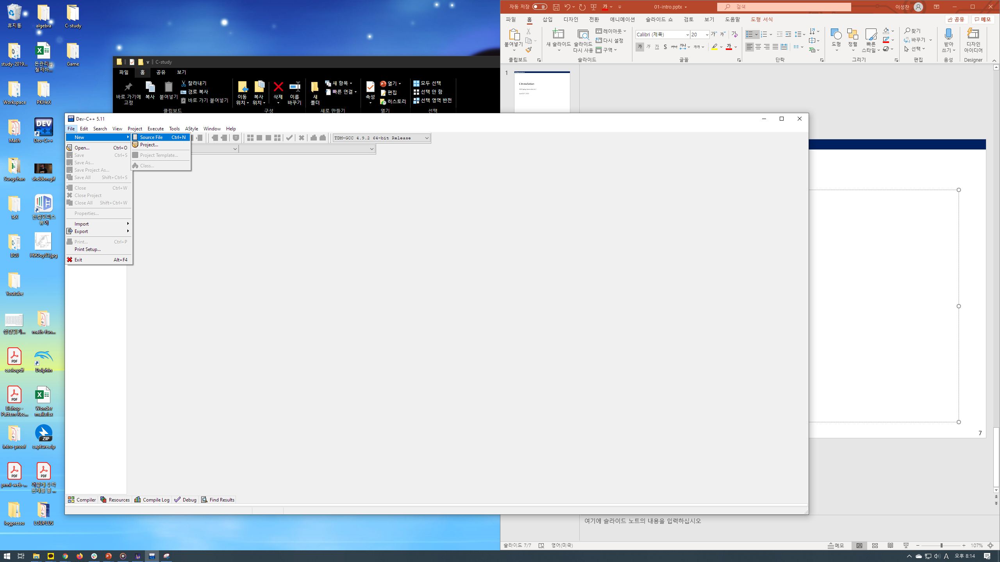 휴지통
algebra
C-study
study-2019...
돈관리는
철저하...
Game
Workspace
PKHeX
Math
Dev-C++
Sungchan
sheldon.gif
TeX
한컴오피스
뷰어
BOJ
H9Ooy83.jpg
Youtube
성경읽기...
math-fun...
casio.pdf
Dolphin
Bishop -
Pattern Rec...
Wonder
mail.xlsx
intro-proof
capture.zip
prml-web-...
어떻게 수학
문제를 풀 ...
logpresso
LGUPLUS
C-study
파일 홈 공유 보기
바로 가기에
고정
복사
붙여넣기
잘라내기
경로 복사
바로 가기 붙여넣기
클립보드
이동
위치
복사
위치
삭제
이름
바꾸기
구성
새
폴더
새 항목
빠른 연결
새로 만들기
속성
열기
편집
히스토리
열기
모두 선택
선택 안 함
선택 영역 반전
선택
자동 저장 끔
01-intro.pptx
검색
이성찬
파일 홈 삽입 디자인 전환 애니메이션 슬라이드 쇼 검토 보기 도움말 도형 서식
공유
메모
붙여넣기
클립보드
새 슬라이드
슬라이드
다시 사용
레이아웃
다시 설정
구역
슬라이드
Calibri (제목) 20
글꼴
단락
도형
정렬
빠른
스타일
그리기
찾기
바꾸기
선택
편집
받아
쓰기
음성
디자인
아이디어
Designer
1
C Installation
Dev-C++ 5.11
File Edit Search View Project Execute Tools AStyle Window Help
TDM-GCC 4.9.2 64-bit Release
New
Open... Ctrl+O
Save Ctrl+S
Save As...
Save Project As...
Save All Shift+Ctrl+S
Close Ctrl+W
Close Project
Close All Shift+Ctrl+W
Properties...
Import
Export
Print... Ctrl+P
Print Setup...
Exit Alt+F4
Source File Ctrl+N
Project...
Project Template...
Class...
Compiler Resources Compile Log Debug Find Results
7
여기에 슬라이드 노트의 내용을 입력하십시오
슬라이드 7/7 영어(미국)
메모
107%
A 오후 8:14